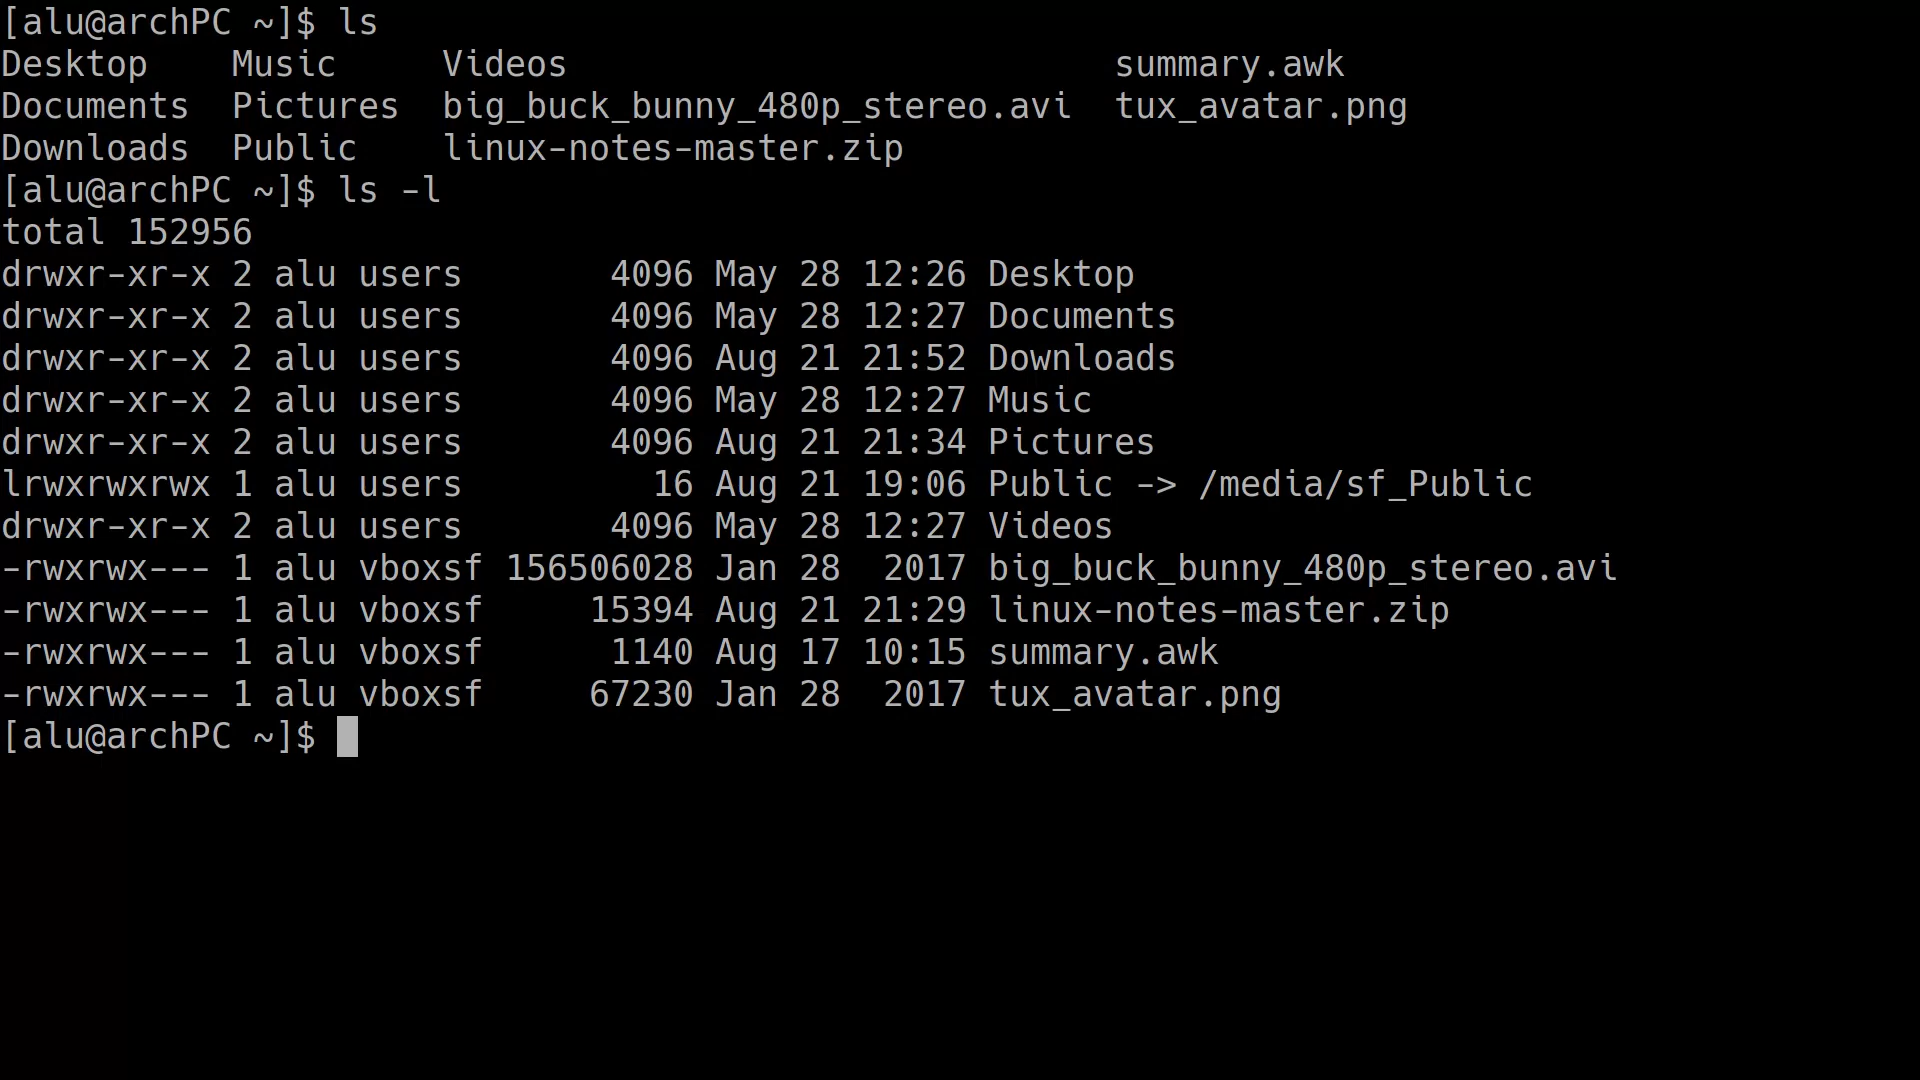 [alu@archPC ~]$ ls
Desktop    Music     Videos                          summary.awk
Documents  Pictures  big_buck_bunny_480p_stereo.avi  tux_avatar.png
Downloads  Public    linux-notes-master.zip
[alu@archPC ~]$ ls -l
total 152956
drwxr-xr-x 2 alu users       4096 May 28 12:26 Desktop
drwxr-xr-x 2 alu users       4096 May 28 12:27 Documents
drwxr-xr-x 2 alu users       4096 Aug 21 21:52 Downloads
drwxr-xr-x 2 alu users       4096 May 28 12:27 Music
drwxr-xr-x 2 alu users       4096 Aug 21 21:34 Pictures
lrwxrwxrwx 1 alu users         16 Aug 21 19:06 Public -> /media/sf_Public
drwxr-xr-x 2 alu users       4096 May 28 12:27 Videos
-rwxrwx--- 1 alu vboxsf 156506028 Jan 28  2017 big_buck_bunny_480p_stereo.avi
-rwxrwx--- 1 alu vboxsf     15394 Aug 21 21:29 linux-notes-master.zip
-rwxrwx--- 1 alu vboxsf      1140 Aug 17 10:15 summary.awk
-rwxrwx--- 1 alu vboxsf     67230 Jan 28  2017 tux_avatar.png
[alu@archPC ~]$